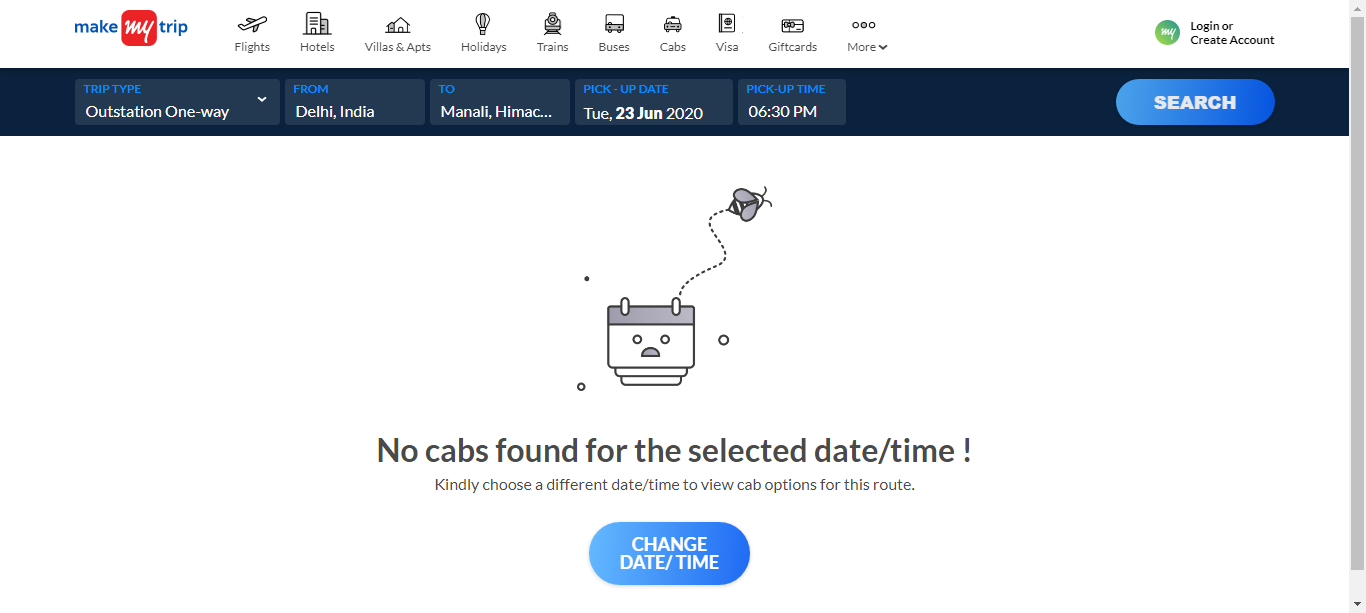 make my trip
Flights Hotels Villas & Apts Holidays Trains Buses Cabs Visa Giftcards More
my
Login or
Create Account
TRIP TYPE FROM TO PICK - UP DATE PICK-UP TIME
Outstation One-way Delhi, India Manali, Himac... Tue, 23 Jun 2020 06:30 PM
SEARCH
No cabs found for the selected date/time !
Kindly choose a different date/time to view cab options for this route.
CHANGE
DATE/ TIME